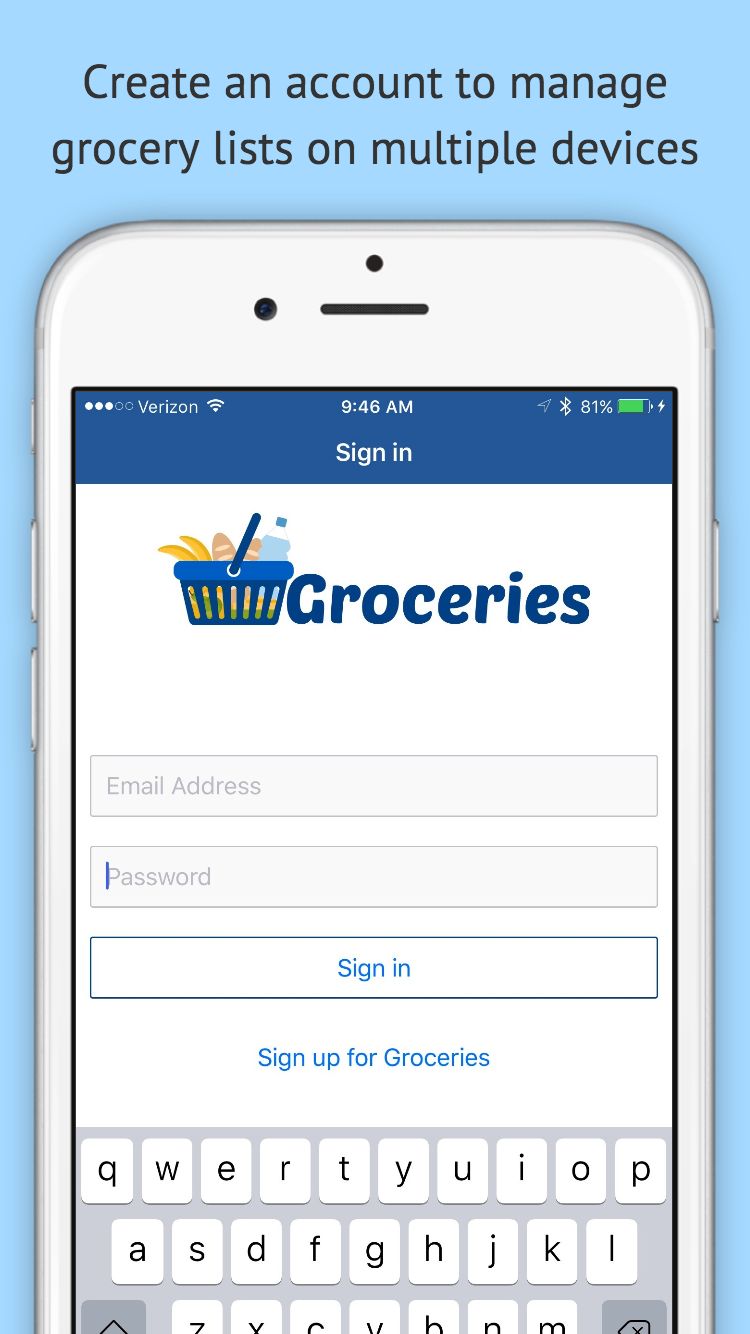 Create an account to manage
grocery lists on multiple devices
Verizon 9:46 AM 81%
Sign in
Groceries
Email Address
Password
Sign in
Sign up for Groceries
q w e r t y u i o p
a s d f g h j k l
z x c v b n m